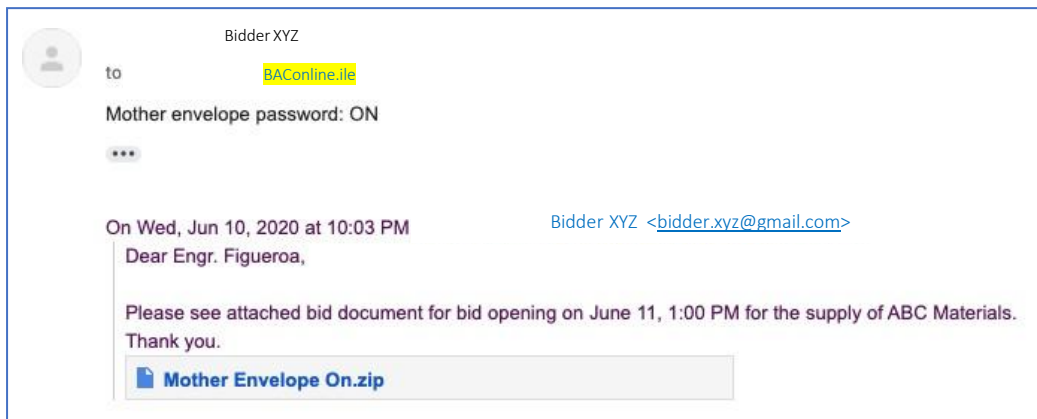 Bidder XYZ
to BAConline.ile
Mother envelope password: ON
•••
On Wed, Jun 10, 2020 at 10:03 PM Bidder XYZ <bidder.xyz@gmail.com>
Dear Engr. Figueroa,
Please see attached bid document for bid opening on June 11, 1:00 PM for the supply of ABC Materials.
Thank you.
Mother Envelope On.zip